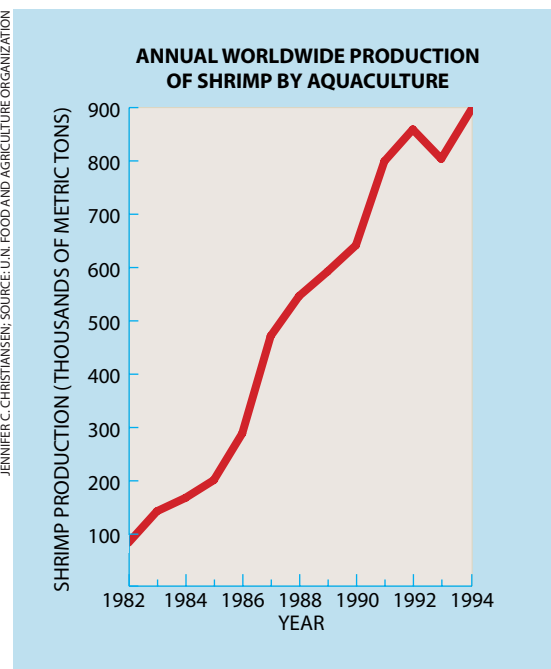 JENNIFER C. CHRISTIANSEN; SOURCE: U.N. FOOD AND AGRICULTURE ORGANIZATION
ANNUAL WORLDWIDE PRODUCTION
OF SHRIMP BY AQUACULTURE
SHRIMP PRODUCTION (THOUSANDS OF METRIC TONS)
900
800
700
600
500
400
300
200
100
1982 1984 1986 1988 1990 1992 1994
YEAR